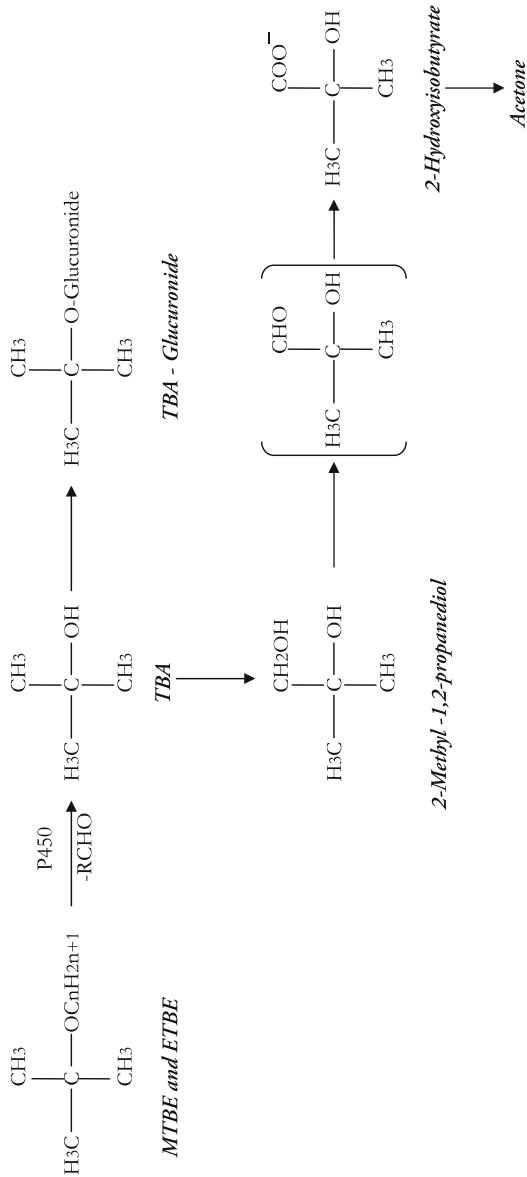 CH3
H3C C OCnH2n+1
CH3
MTBE and ETBE
P450
-RCHO
CH3
H3C C OH
CH3
TBA
CH3
H3C C O-Glucuronide
CH3
TBA - Glucuronide
CH2OH
H3C C OH
CH3
2-Methyl -1,2-propanediol
CHO
H3C C OH
CH3
COO−
H3C C OH
CH3
2-Hydroxyisobutyrate
Acetone